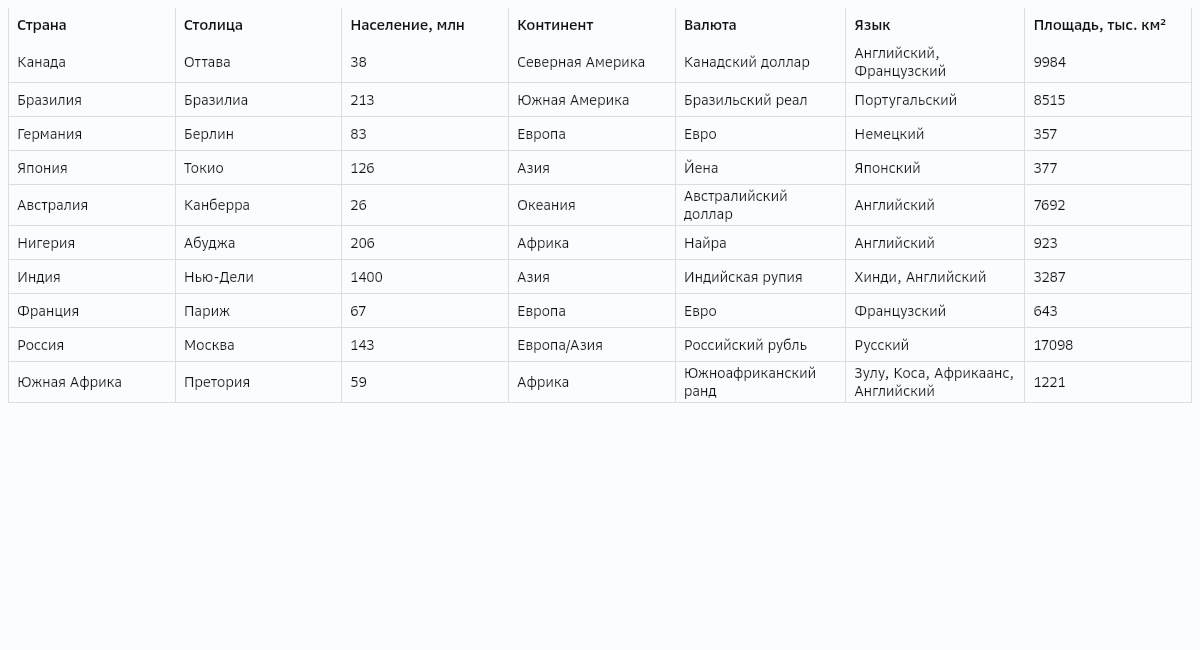 Страна Столица Население, млн Континент Валюта Язык Площадь, тыс. км²
Канада Оттава 38 Северная Америка Канадский доллар Английский, Французский 9984
Бразилия Бразилиа 213 Южная Америка Бразильский реал Португальский 8515
Германия Берлин 83 Европа Евро Немецкий 357
Япония Токио 126 Азия Йена Японский 377
Австралия Канберра 26 Океания Австралийский доллар Английский 7692
Нигерия Абуджа 206 Африка Найра Английский 923
Индия Нью-Дели 1400 Азия Индийская рупия Хинди, Английский 3287
Франция Париж 67 Европа Евро Французский 643
Россия Москва 143 Европа/Азия Российский рубль Русский 17098
Южная Африка Претория 59 Африка Южноафриканский ранд Зулу, Коса, Африкаанс, Английский 1221